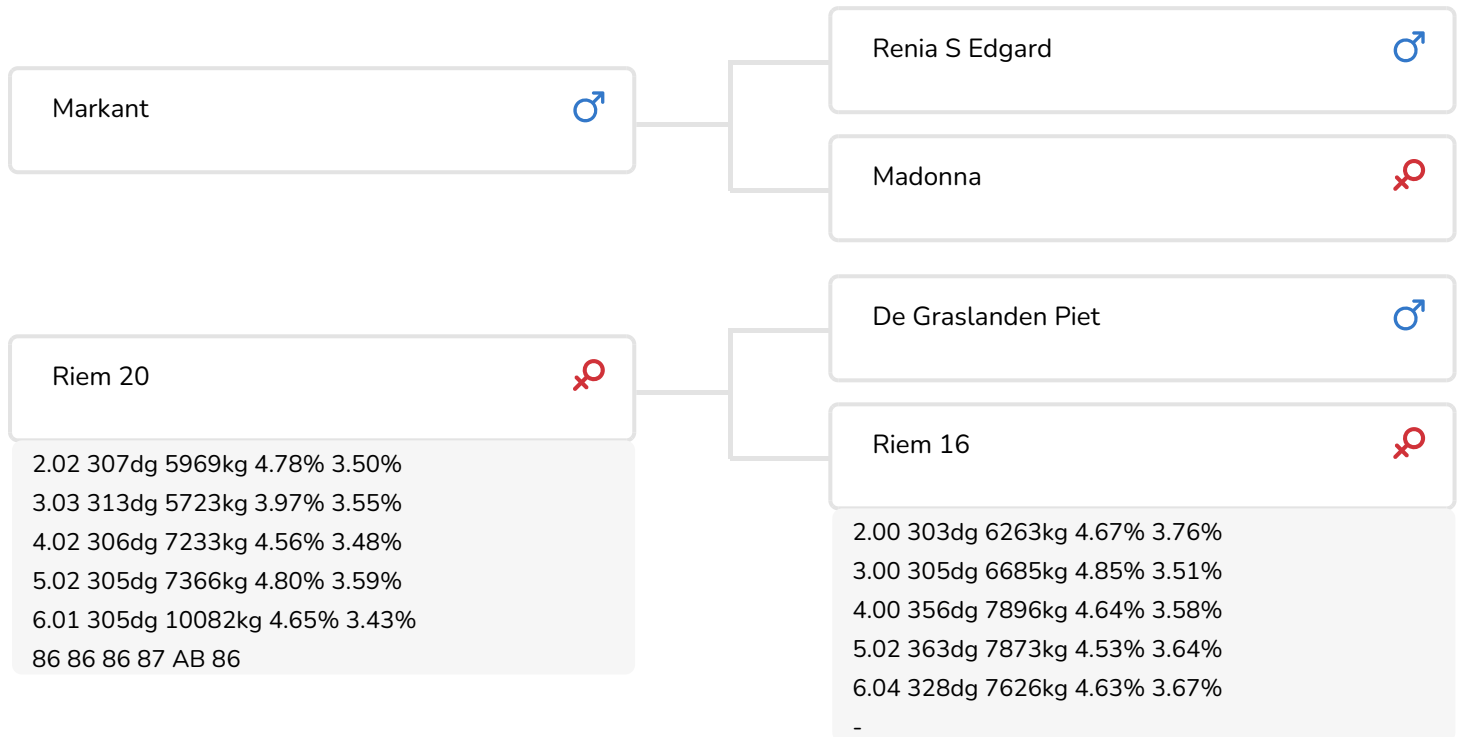 Markant
Renia S Edgard
Madonna
Riem 20
2.02 307dg 5969kg 4.78% 3.50%
3.03 313dg 5723kg 3.97% 3.55%
4.02 306dg 7233kg 4.56% 3.48%
5.02 305dg 7366kg 4.80% 3.59%
6.01 305dg 10082kg 4.65% 3.43%
86 86 86 87 AB 86
De Graslanden Piet
Riem 16
2.00 303dg 6263kg 4.67% 3.76%
3.00 305dg 6685kg 4.85% 3.51%
4.00 356dg 7896kg 4.64% 3.58%
5.02 363dg 7873kg 4.53% 3.64%
6.04 328dg 7626kg 4.63% 3.67%
-